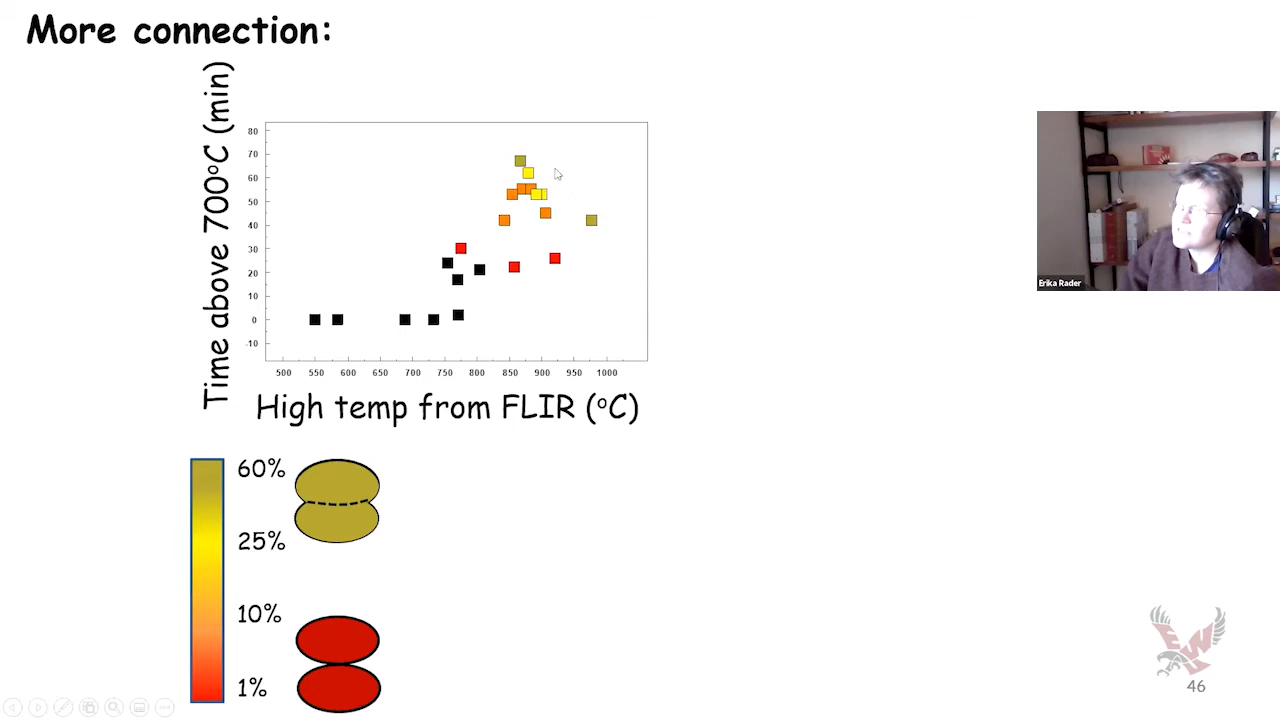 More connection:
Time above 700°C (min)
80
70
60
50
40
30
20
10
0
-10
500 550 600 650 700 750 800 850 900 950 1000
High temp from FLIR (°C)
60%
25%
10%
1%
Erika Rader
EW
46